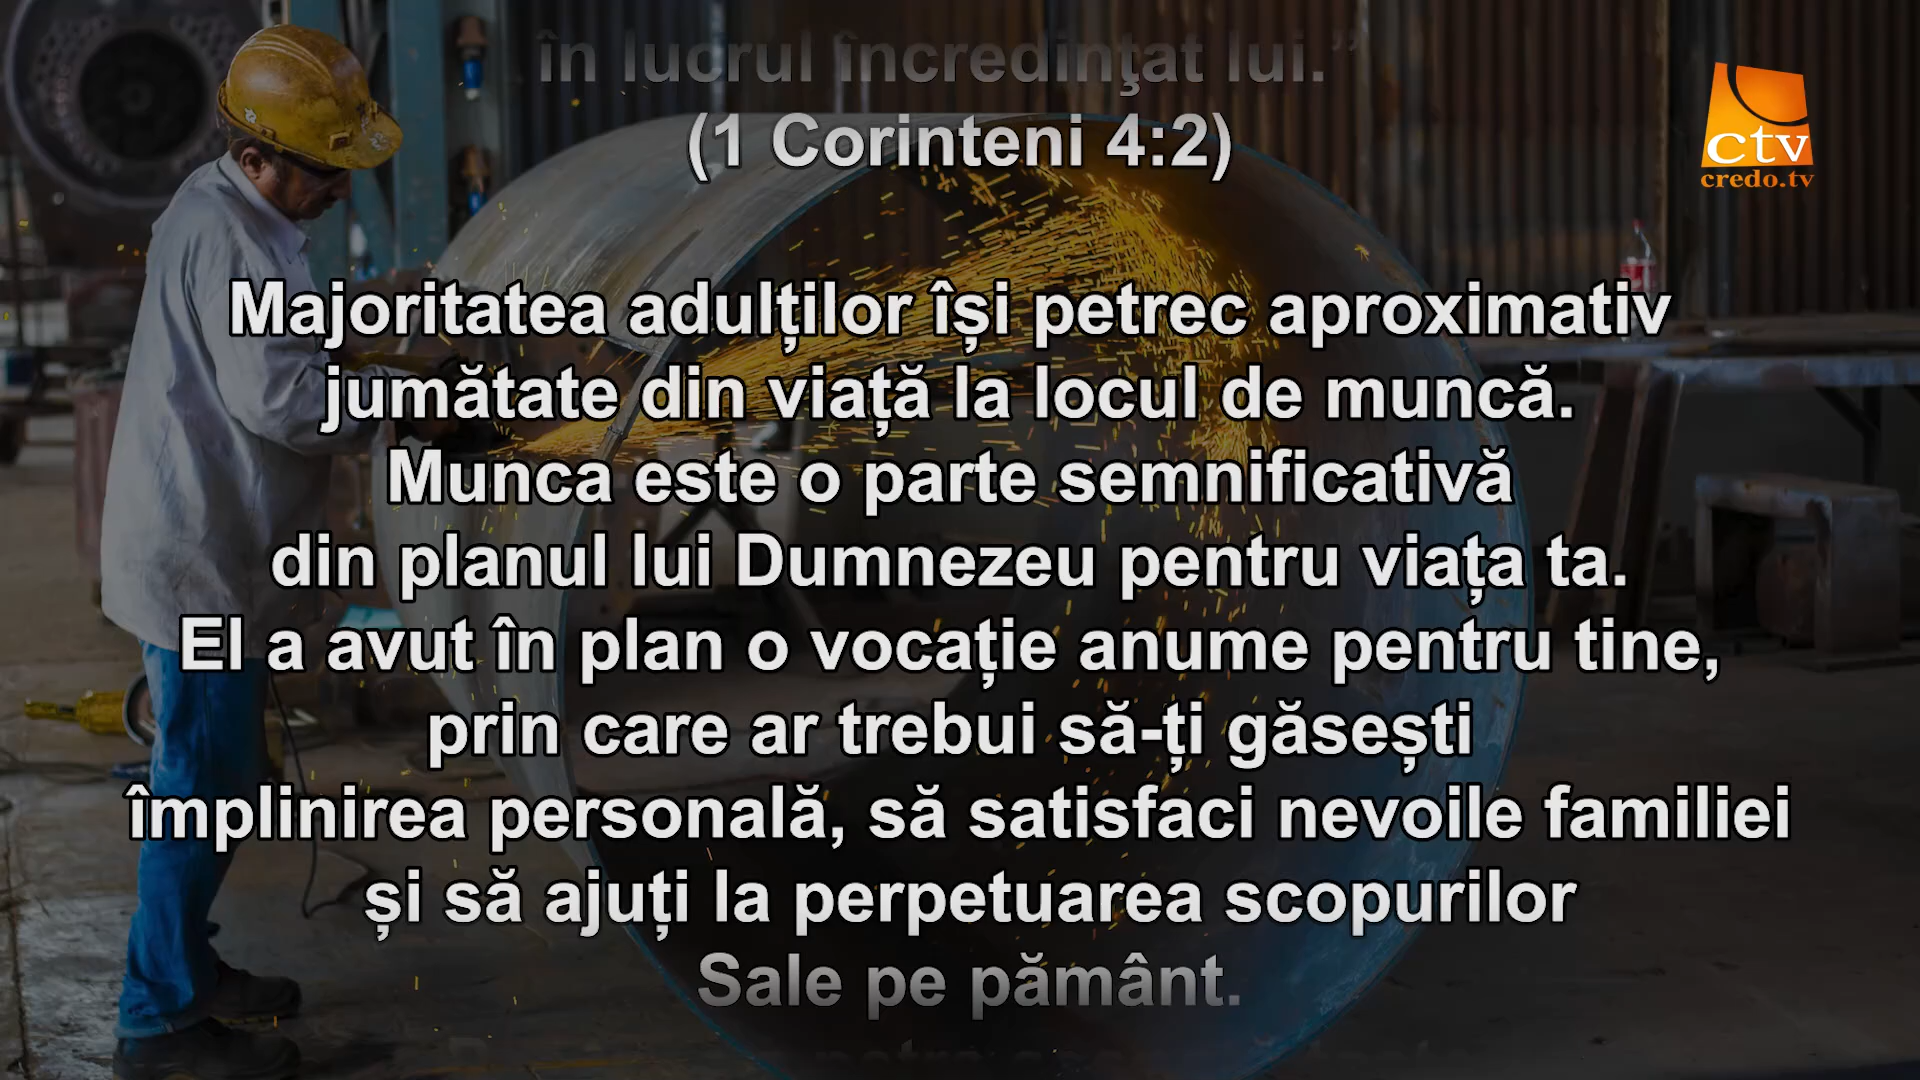 în lucrul încredinţat lui.”
(1 Corinteni 4:2)
ctv
credo.tv
Majoritatea adulților își petrec aproximativ
jumătate din viață la locul de muncă.
Munca este o parte semnificativă
din planul lui Dumnezeu pentru viața ta.
El a avut în plan o vocație anume pentru tine,
prin care ar trebui să-ți găsești
împlinirea personală, să satisfaci nevoile familiei
și să ajuți la perpetuarea scopurilor
Sale pe pământ.